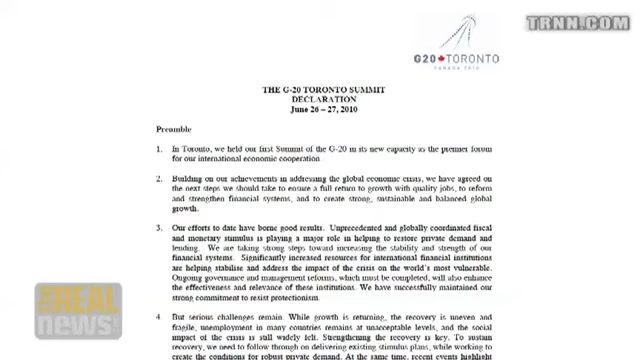 TRNN.COM
G20 TORONTO
CANADA 2010
THE G-20 TORONTO SUMMIT
DECLARATION
June 26 – 27, 2010
Preamble
1. In Toronto, we held our first Summit of the G-20 in its new capacity as the premier forum
for our international economic cooperation.
2. Building on our achievements in addressing the global economic crisis, we have agreed on
the next steps we should take to ensure a full return to growth with quality jobs, to reform
and strengthen financial systems, and to create strong, sustainable and balanced global
growth.
3. Our efforts to date have borne good results. Unprecedented and globally coordinated fiscal
and monetary stimulus is playing a major role in helping to restore private demand and
lending. We are taking strong steps toward increasing the stability and strength of our
financial systems. Significantly increased resources for international financial institutions
are helping stabilise and address the impact of the crisis on the world's most vulnerable.
Ongoing governance and management reforms, which must be completed, will also enhance
the effectiveness and relevance of these institutions. We have successfully maintained our
strong commitment to resist protectionism.
THE REAL
news
4. But serious challenges remain. While growth is returning, the recovery is uneven and
fragile, unemployment in many countries remains at unacceptable levels, and the social
impact of the crisis is still widely felt. Strengthening the recovery is key. To sustain
recovery, we need to follow through on delivering existing stimulus plans, while working to
create the conditions for robust private demand. At the same time, recent events highlight